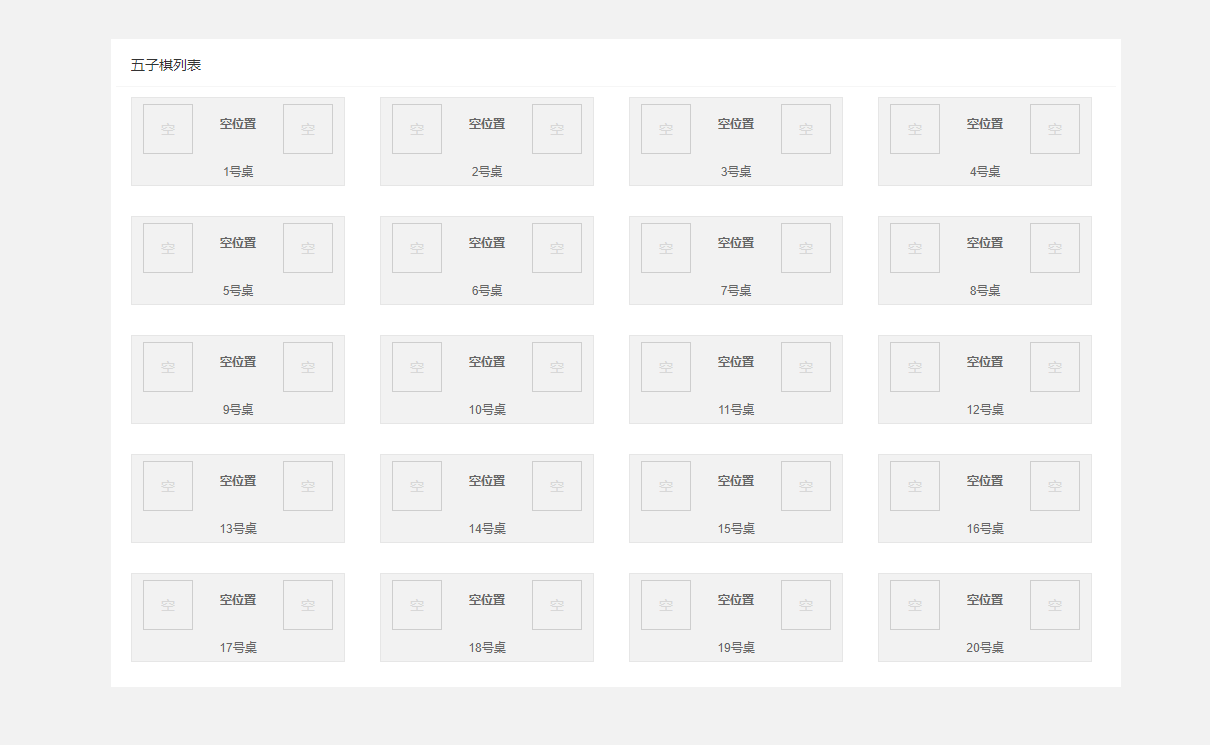 五子棋列表
空 空位置 空 空 空位置 空 空 空位置 空 空 空位置 空
1号桌 2号桌 3号桌 4号桌
空 空位置 空 空 空位置 空 空 空位置 空 空 空位置 空
5号桌 6号桌 7号桌 8号桌
空 空位置 空 空 空位置 空 空 空位置 空 空 空位置 空
9号桌 10号桌 11号桌 12号桌
空 空位置 空 空 空位置 空 空 空位置 空 空 空位置 空
13号桌 14号桌 15号桌 16号桌
空 空位置 空 空 空位置 空 空 空位置 空 空 空位置 空
17号桌 18号桌 19号桌 20号桌